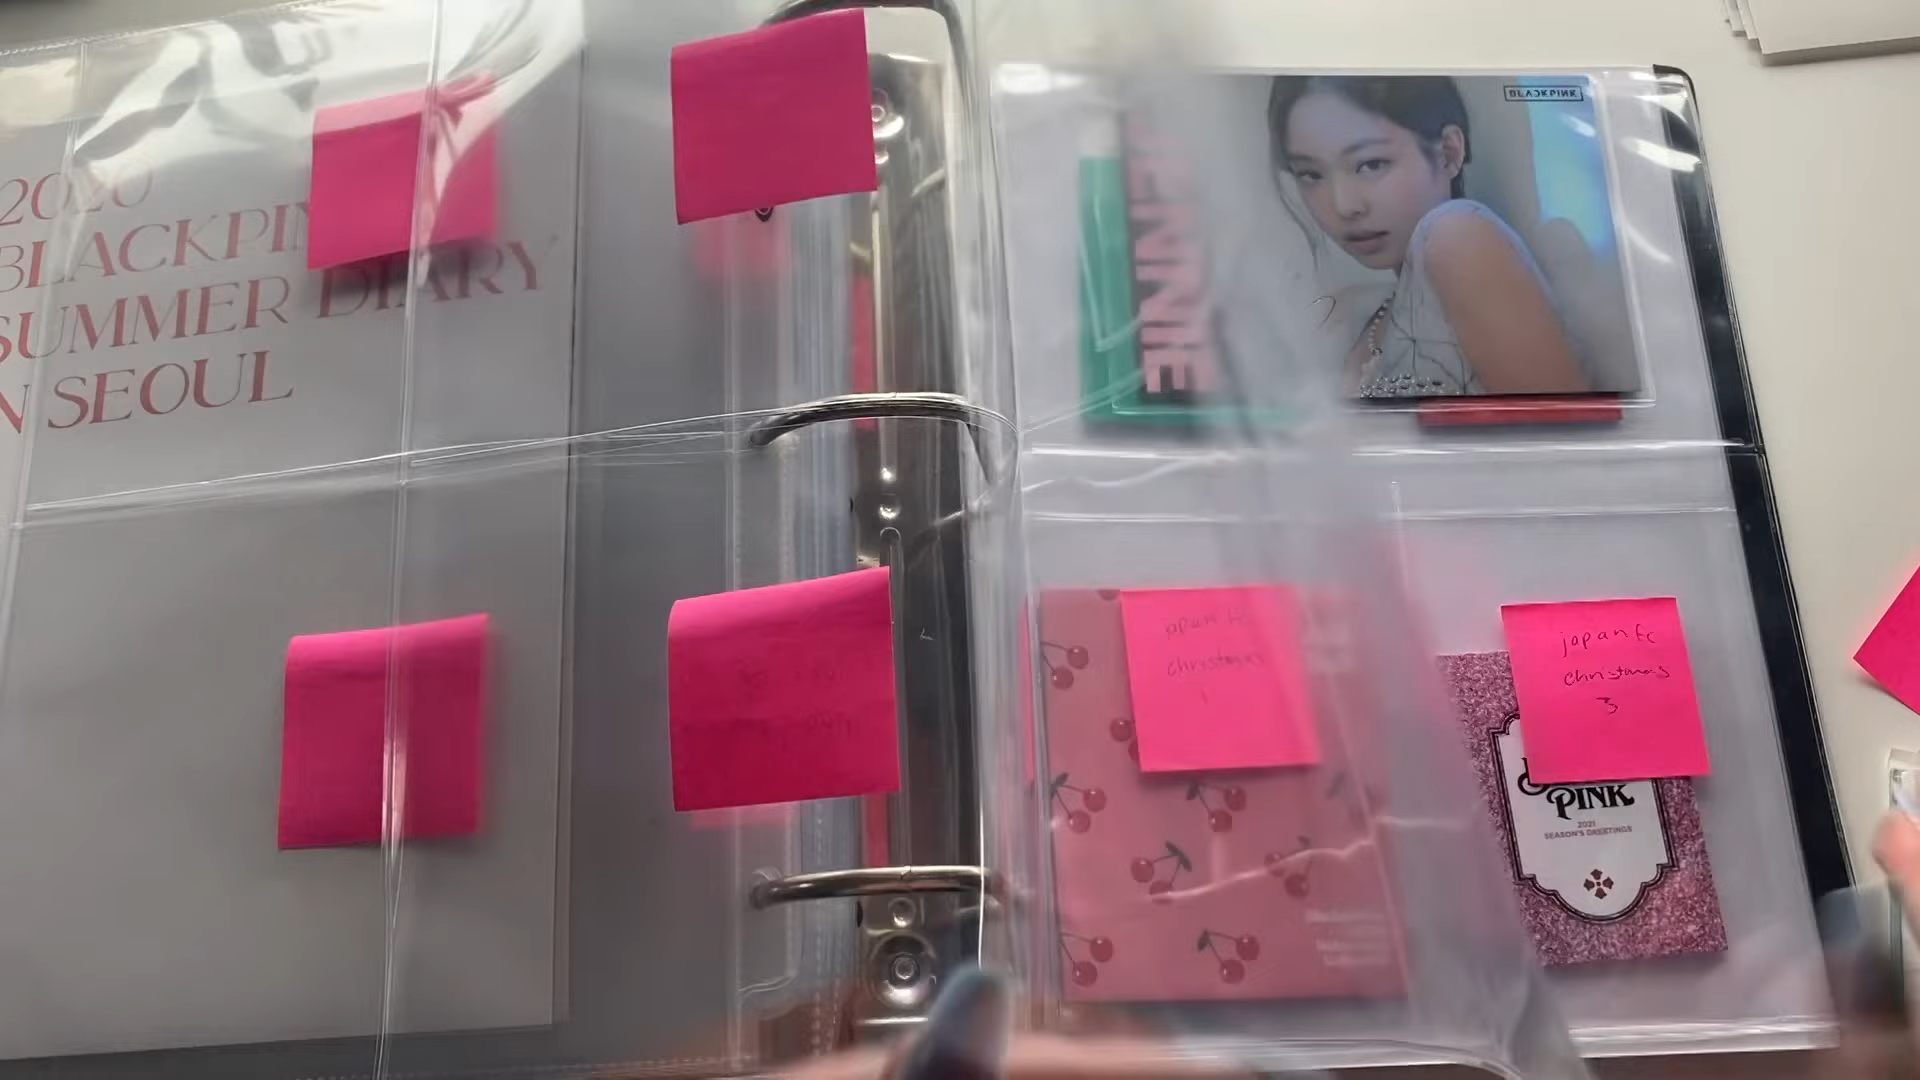 2020
BLACKPIN
SUMMER DIARY
N SEOUL
JENNIE
BLACKPINK
japan fc
christmas
1
japan fc
christmas
3
PINK
2021
SEASON'S GREETINGS